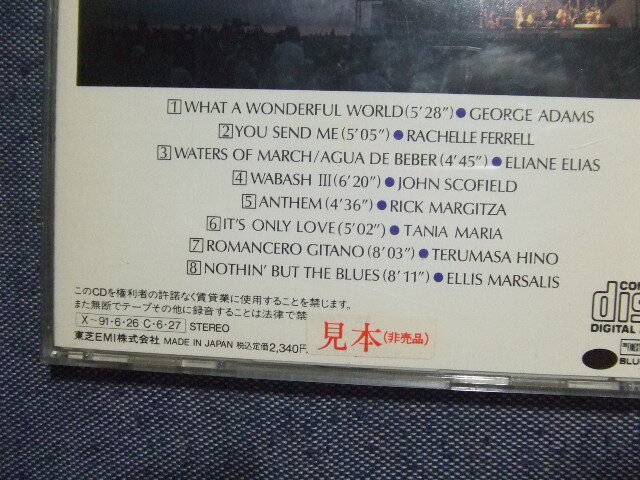 1 WHAT A WONDERFUL WORLD(5'28")●GEORGE ADAMS
2 YOU SEND ME(5'05")●RACHELLE FERRELL
3 WATERS OF MARCH/AGUA DE BEBER(4'45")●ELIANE ELIAS
4 WABASH III(6'20")●JOHN SCOFIELD
5 ANTHEM(4'36")●RICK MARGITZA
6 IT'S ONLY LOVE(5'02")●TANIA MARIA
7 ROMANCERO GITANO(8'03")●TERUMASA HINO
8 NOTHIN' BUT THE BLUES(8'11")●ELLIS MARSALIS
このCDを権利者の許諾なく賃貸業に使用することを禁じます。
また無断でテープその他に録音することは法律で禁
X-91·6·26 C·6·27 STEREO
東芝EMI株式会社 MADE IN JAPAN 税込定価2,340円
見本(非売品)
COM
dis
DIGITAL
BLU